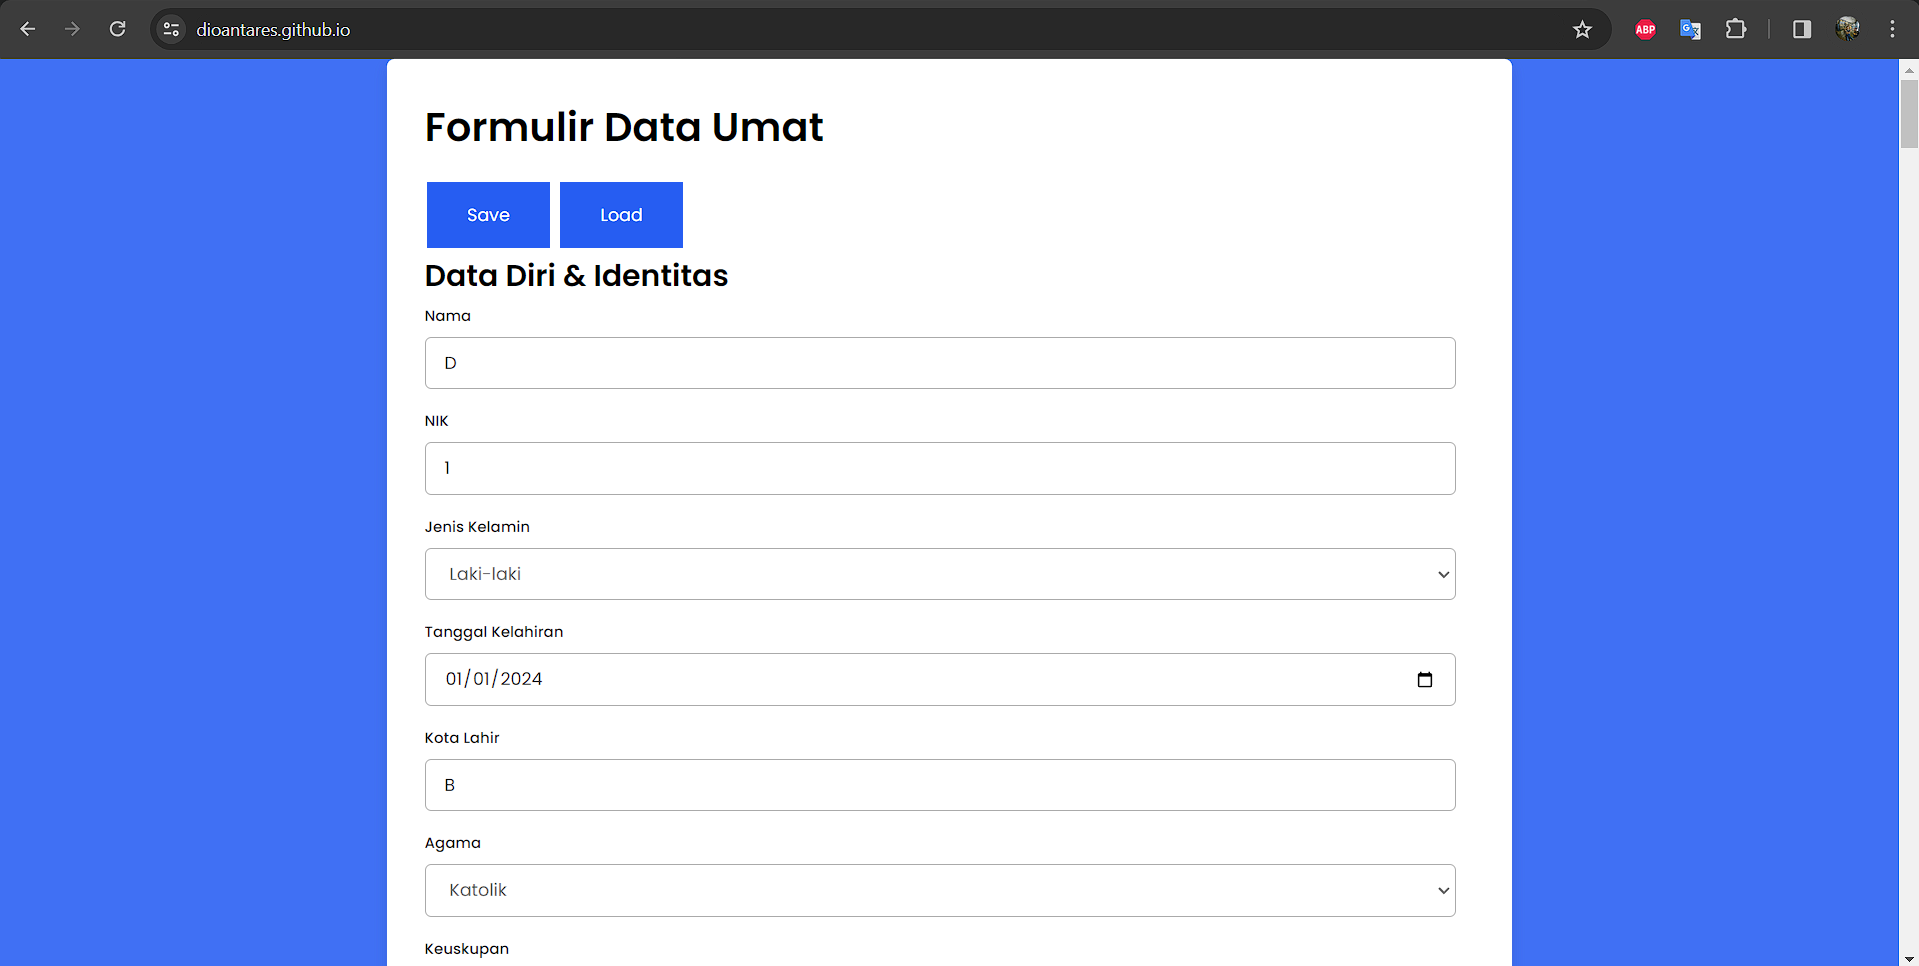 dioantares.github.io
ABP
Formulir Data Umat
Save
Load
Data Diri & Identitas
Nama
D
NIK
1
Jenis Kelamin
Laki-laki
Tanggal Kelahiran
01/01/2024
Kota Lahir
B
Agama
Katolik
Keuskupan